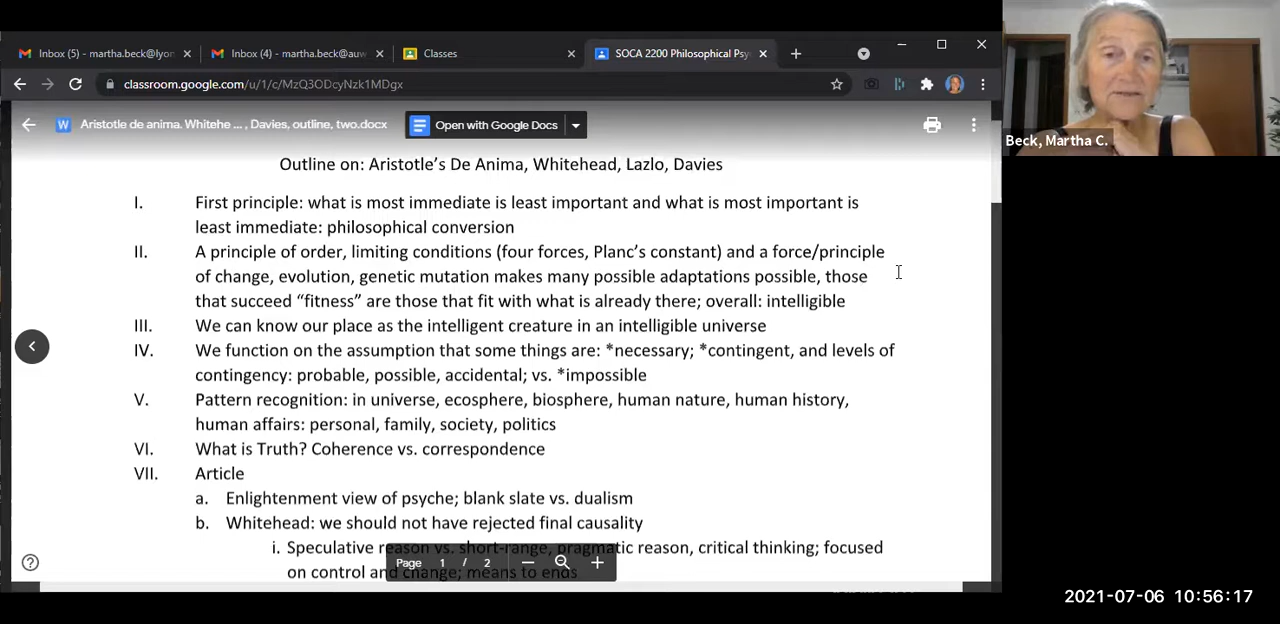 Inbox (5) - martha.beck@lyon
Inbox (4) - martha.beck@auw
Classes
SOCA 2200 Philosophical Psy
classroom.google.com/u/1/c/MzQ3ODcyNzk1MDgx
W Aristotle de anima. Whitehe ... , Davies, outline, two.docx
Open with Google Docs
Beck, Martha C.
Outline on: Aristotle's De Anima, Whitehead, Lazlo, Davies
I. First principle: what is most immediate is least important and what is most important is
least immediate: philosophical conversion
II. A principle of order, limiting conditions (four forces, Planc's constant) and a force/principle
of change, evolution, genetic mutation makes many possible adaptations possible, those
that succeed "fitness" are those that fit with what is already there; overall: intelligible
III. We can know our place as the intelligent creature in an intelligible universe
IV. We function on the assumption that some things are: *necessary; *contingent, and levels of
contingency: probable, possible, accidental; vs. *impossible
V. Pattern recognition: in universe, ecosphere, biosphere, human nature, human history,
human affairs: personal, family, society, politics
VI. What is Truth? Coherence vs. correspondence
VII. Article
a. Enlightenment view of psyche; blank slate vs. dualism
b. Whitehead: we should not have rejected final causality
i. Speculative reason vs. short-range, pragmatic reason, critical thinking; focused
on control and change; means to ends
Page 1 / 2
2021-07-06 10:56:17